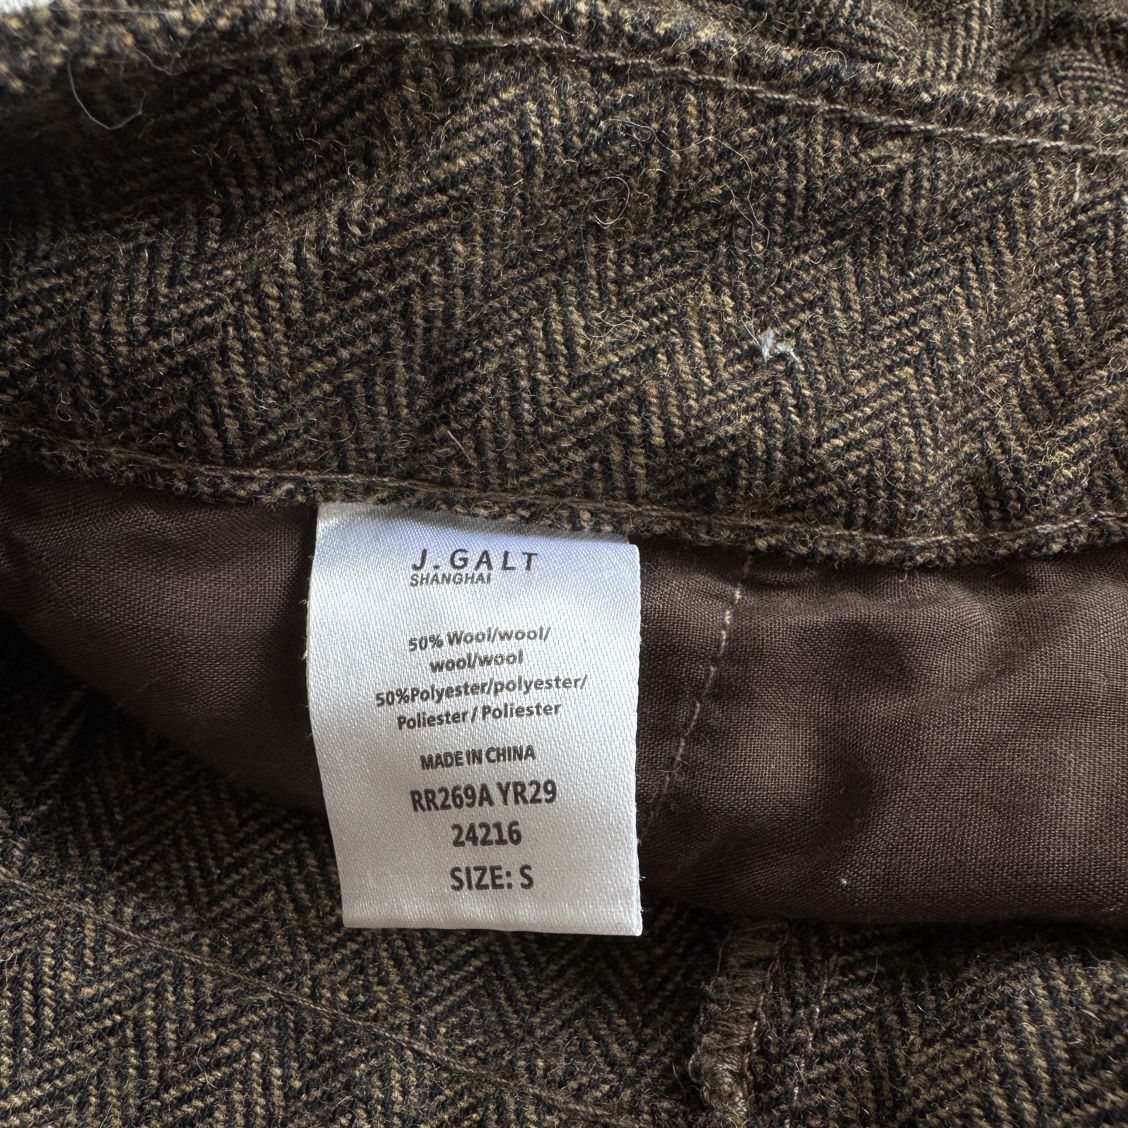 J.GALT
SHANGHAI
50% Wool/wool/
wool/wool
50%Polyester/polyester/
Poliester / Poliester
MADE IN CHINA
RR269A YR29
24216
SIZE: S